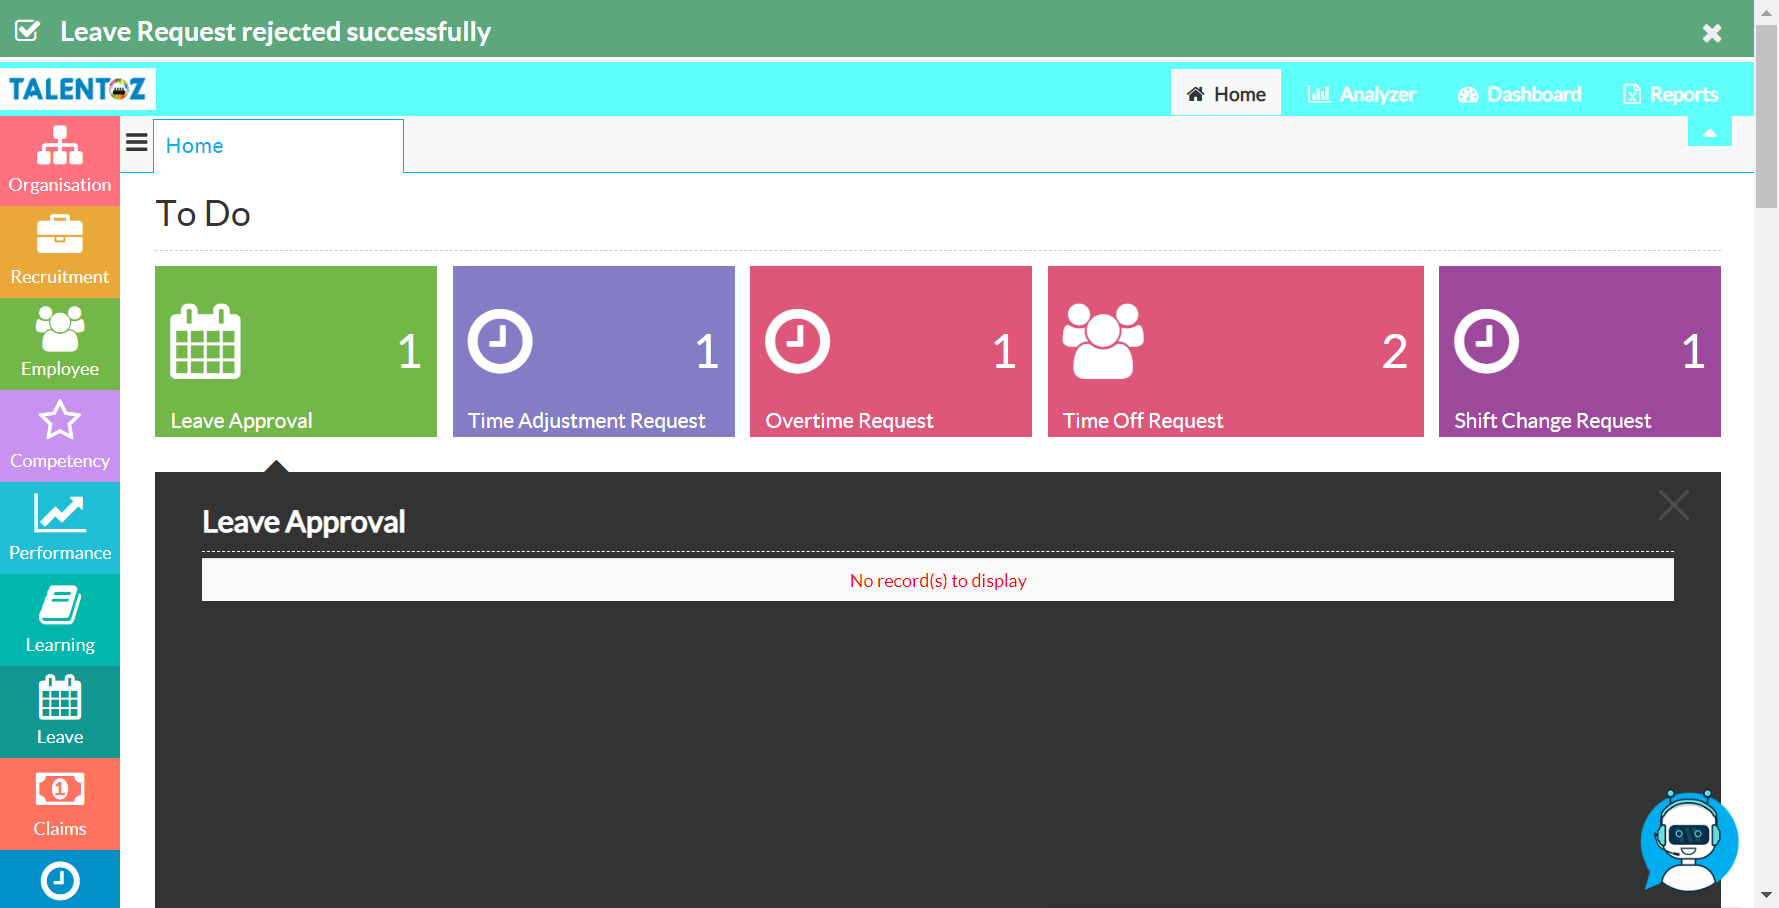 Leave Request rejected successfully
TALENTOZ
Home
Analyzer
Dashboard
Reports
Home
Organisation
Recruitment
Employee
Competency
Performance
Learning
Leave
Claims
To Do
1
Leave Approval
1
Time Adjustment Request
1
Overtime Request
2
Time Off Request
1
Shift Change Request
Leave Approval
No record(s) to display